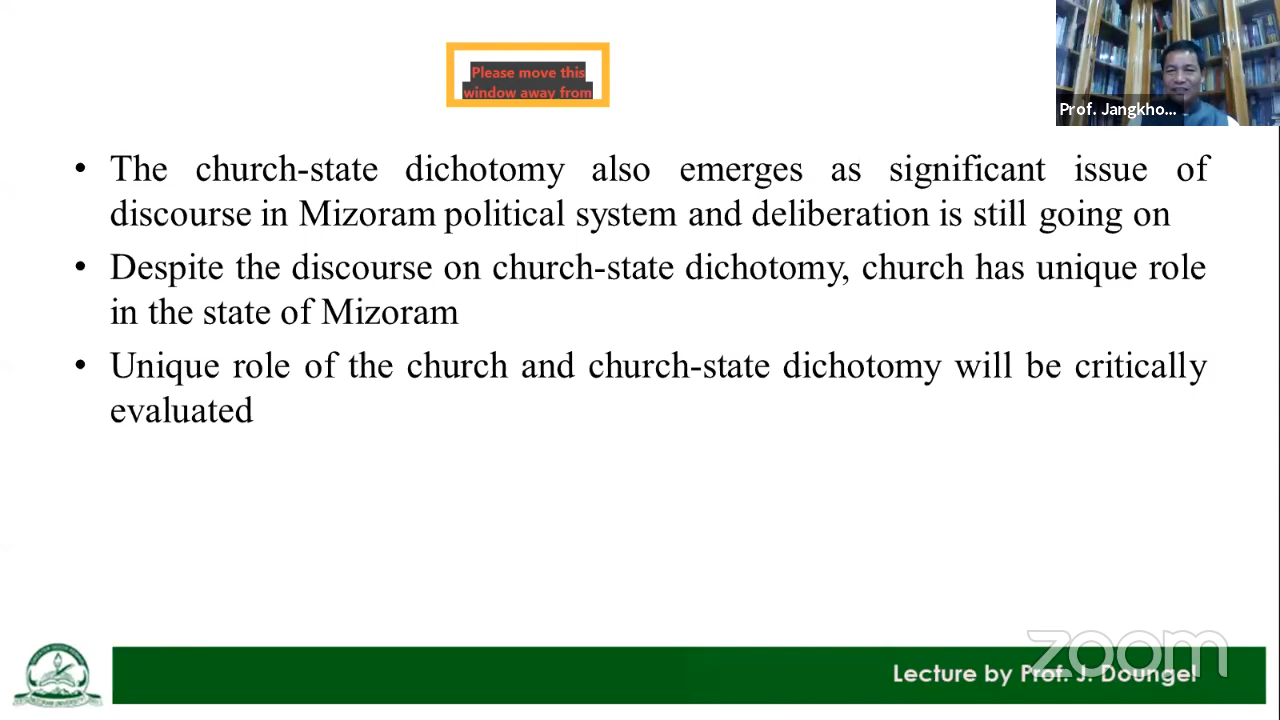 Please move this
window away from
Prof. Jangkho...
• The church-state dichotomy also emerges as significant issue of
discourse in Mizoram political system and deliberation is still going on
• Despite the discourse on church-state dichotomy, church has unique role
in the state of Mizoram
• Unique role of the church and church-state dichotomy will be critically
evaluated
zoom
Lecture by Prof. J. Doungel